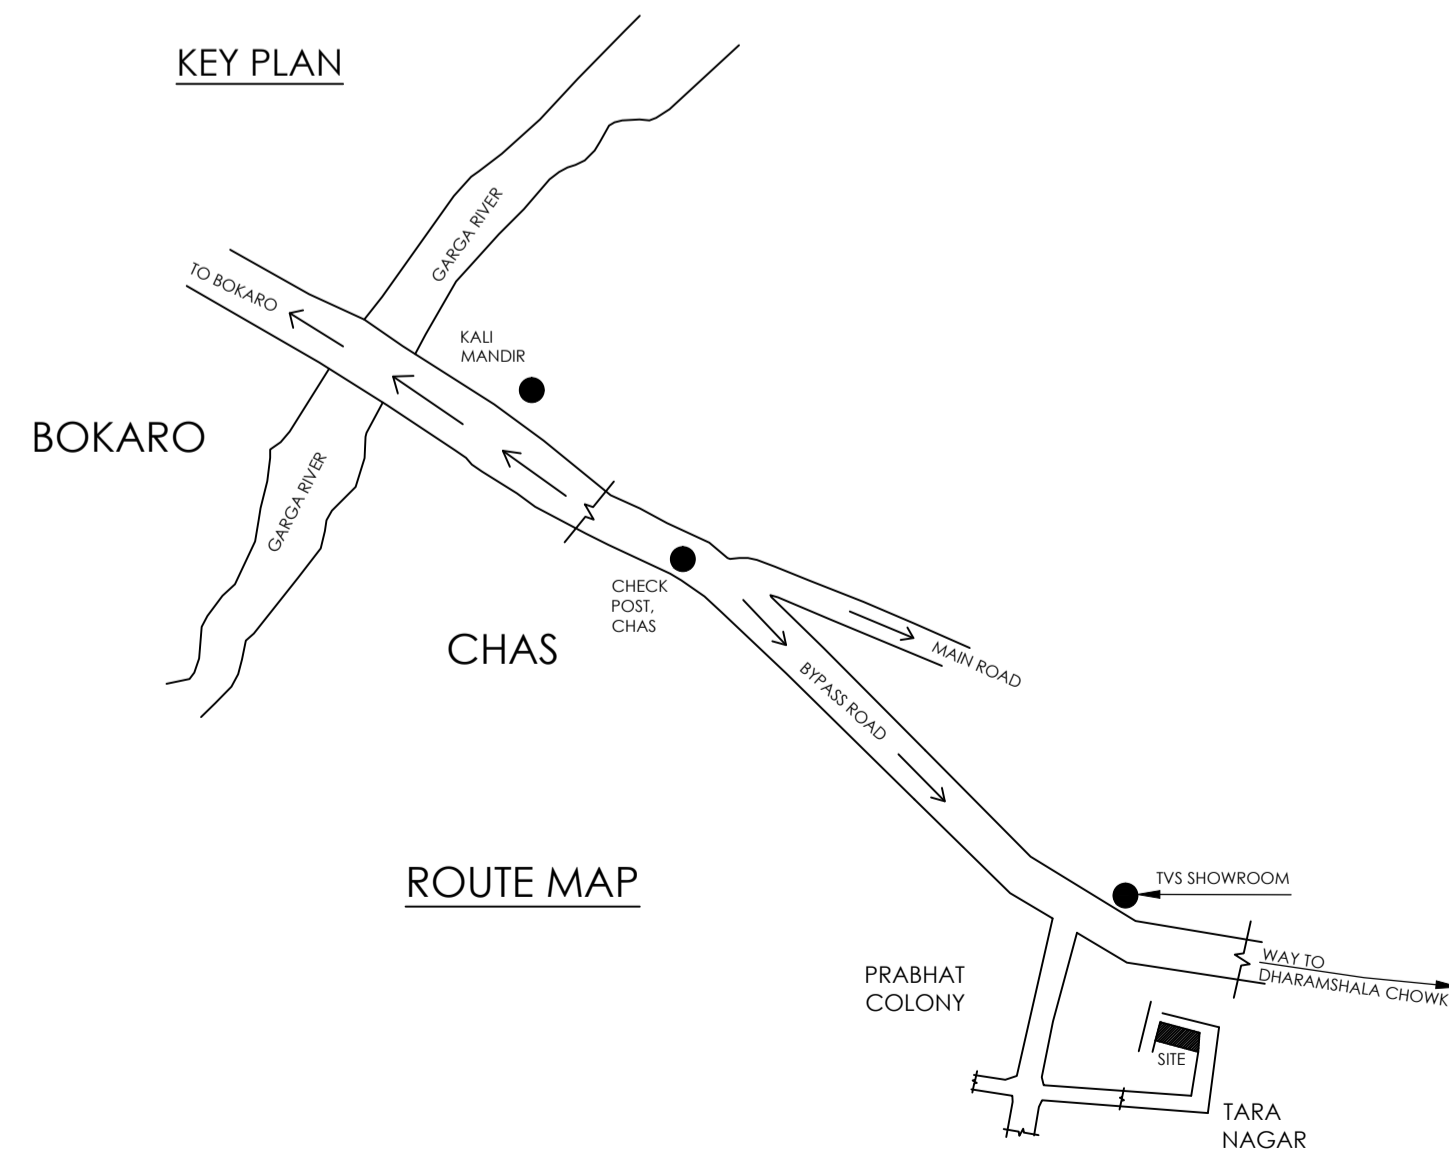 KEY PLAN
GARGA RIVER
TO BOKARO
KALI
MANDIR
BOKARO
GARGA RIVER
CHECK
POST,
CHAS
CHAS
MAIN ROAD
BYPASS ROAD
ROUTE MAP
TVS SHOWROOM
WAY TO
DHARAMSHALA CHOWK
PRABHAT
COLONY
SITE
TARA
NAGAR